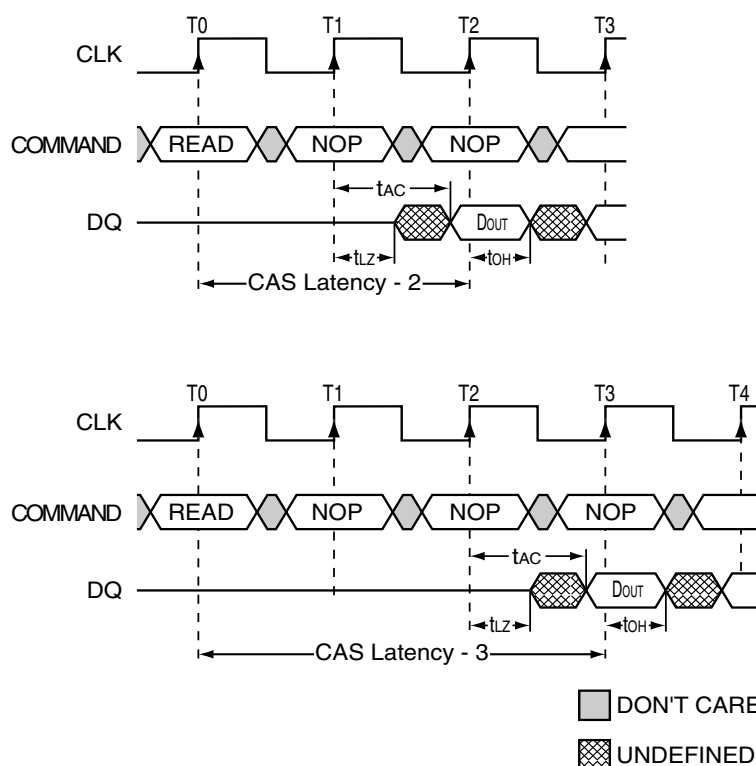 T0 T1 T2 T3
CLK
COMMAND READ NOP NOP
tAC
DQ DOUT
tLZ tOH
CAS Latency - 2
T0 T1 T2 T3 T4
CLK
COMMAND READ NOP NOP NOP
tAC
DQ DOUT
tLZ tOH
CAS Latency - 3
DON'T CARE
UNDEFINED